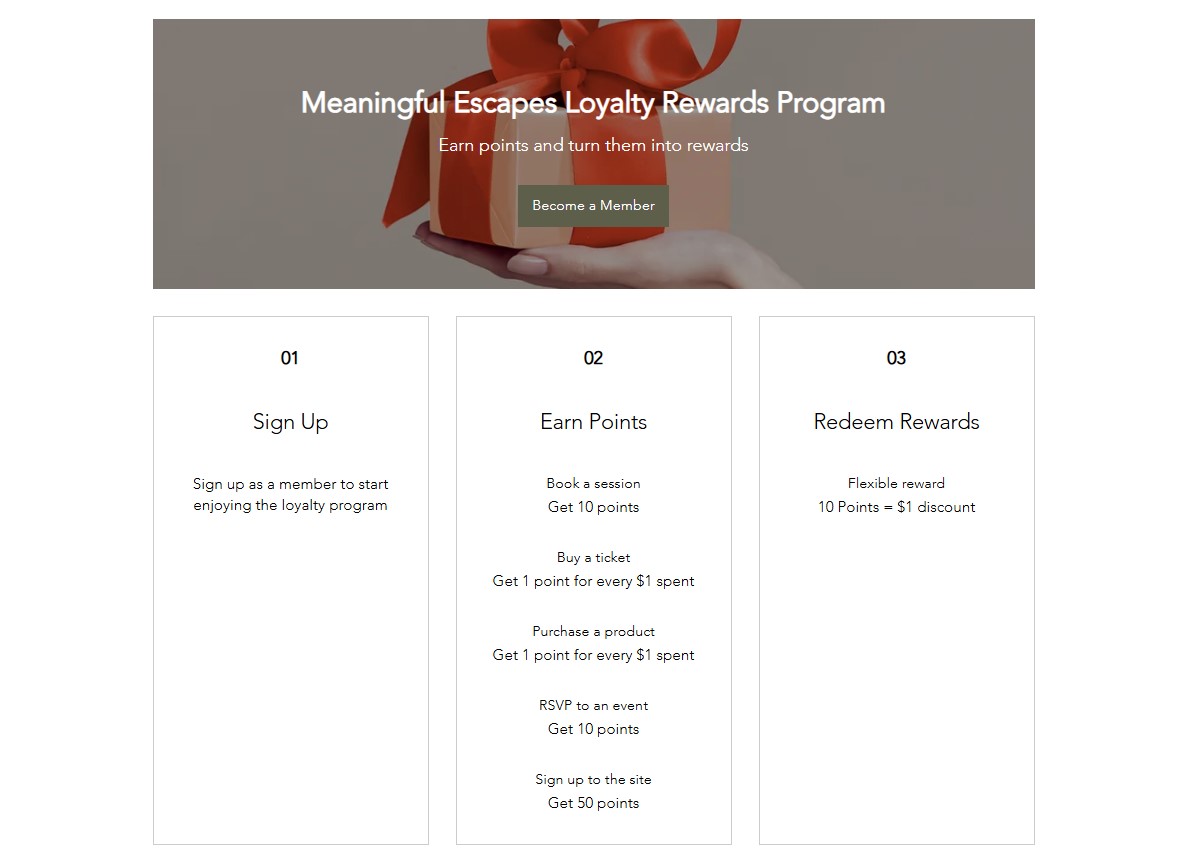 Meaningful Escapes Loyalty Rewards Program
Earn points and turn them into rewards
Become a Member
01
Sign Up
Sign up as a member to start
enjoying the loyalty program
02
Earn Points
Book a session
Get 10 points
Buy a ticket
Get 1 point for every $1 spent
Purchase a product
Get 1 point for every $1 spent
RSVP to an event
Get 10 points
Sign up to the site
Get 50 points
03
Redeem Rewards
Flexible reward
10 Points = $1 discount